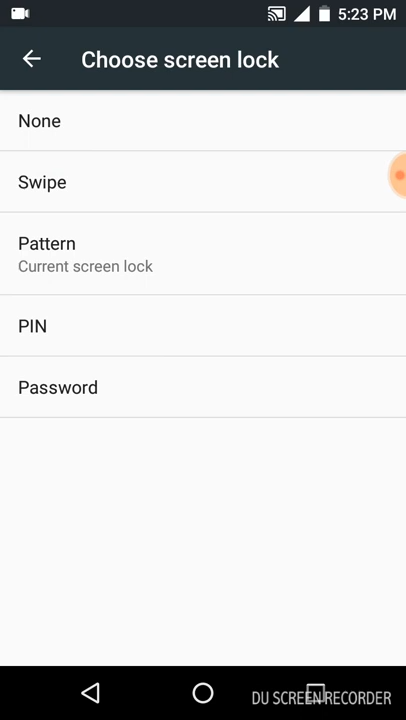 5:23 PM
Choose screen lock
None
Swipe
Pattern
Current screen lock
PIN
Password
DU SCREEN RECORDER